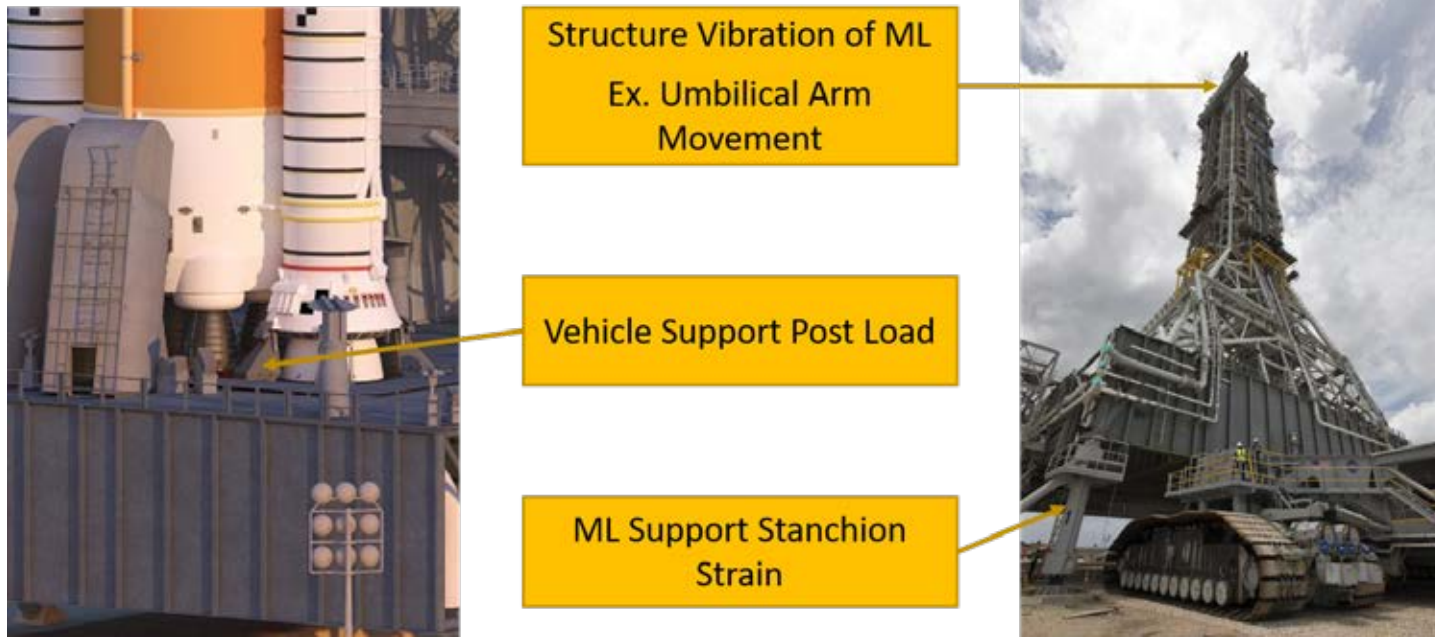 Structure Vibration of ML
Ex. Umbilical Arm
Movement
Vehicle Support Post Load
ML Support Stanchion
Strain